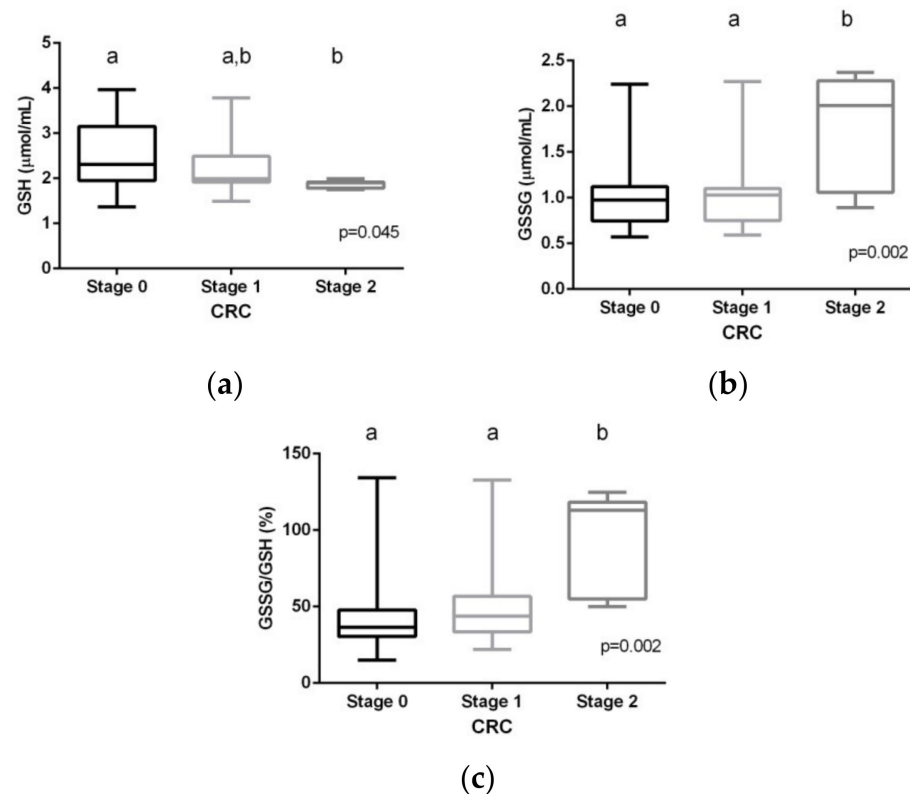 a a,b b
5
4
3
2
1
0
GSH (μmol/mL)
p=0.045
Stage 0 Stage 1 Stage 2
CRC
(a)
a a b
2.5
2.0
1.5
1.0
0.5
0.0
GSSG (μmol/mL)
p=0.002
Stage 0 Stage 1 Stage 2
CRC
(b)
a a b
150
100
50
0
GSSG/GSH (%)
p=0.002
Stage 0 Stage 1 Stage 2
CRC
(c)